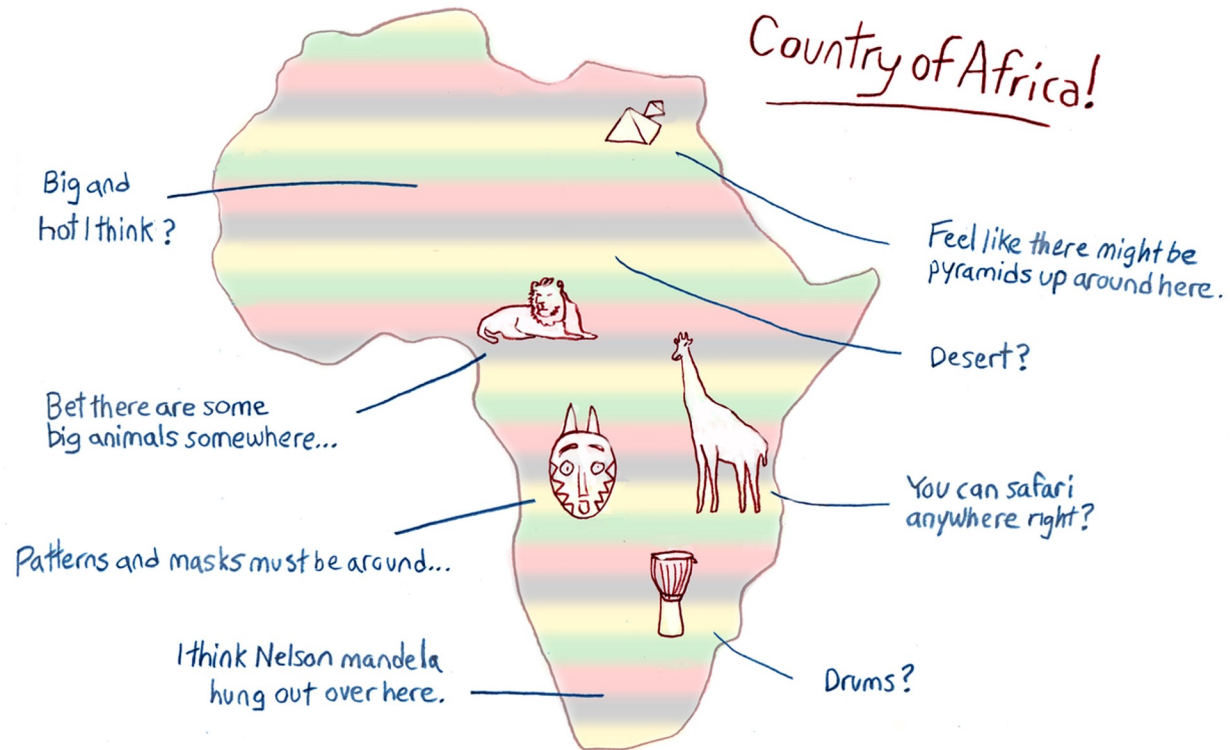 Country of Africa!
Big and
hot I think?
Feel like there might be
pyramids up around here.
Desert?
Bet there are some
big animals somewhere...
You can safari
anywhere right?
Patterns and masks must be around...
I think Nelson mandela
hung out over here.
Drums?